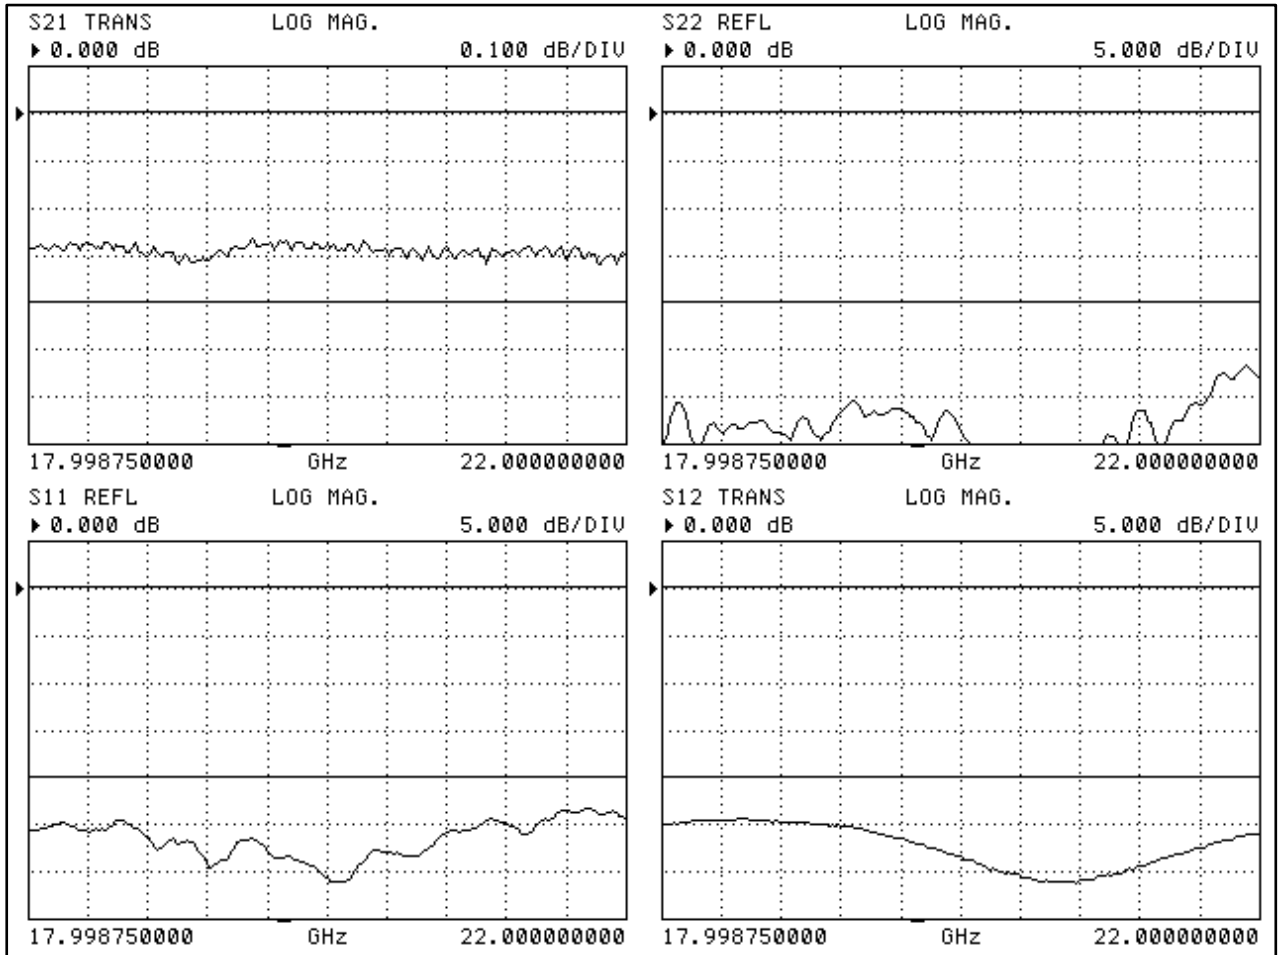 S21 TRANS LOG MAG.
▶ 0.000 dB 0.100 dB/DIV
17.998750000 GHz 22.000000000
S22 REFL LOG MAG.
▶ 0.000 dB 5.000 dB/DIV
17.998750000 GHz 22.000000000
S11 REFL LOG MAG.
▶ 0.000 dB 5.000 dB/DIV
17.998750000 GHz 22.000000000
S12 TRANS LOG MAG.
▶ 0.000 dB 5.000 dB/DIV
17.998750000 GHz 22.000000000